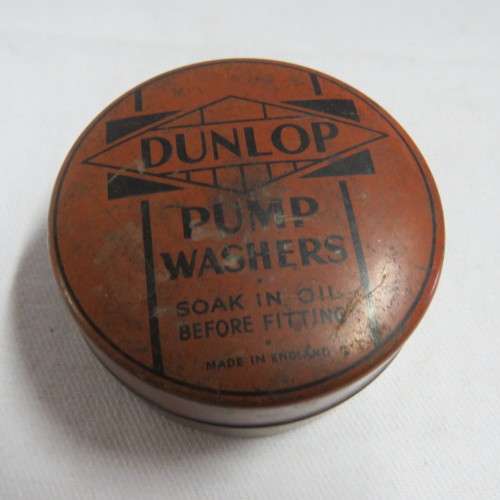 DUNLOP
PUMP
WASHERS
SOAK IN OIL
BEFORE FITTING
MADE IN ENGLAND